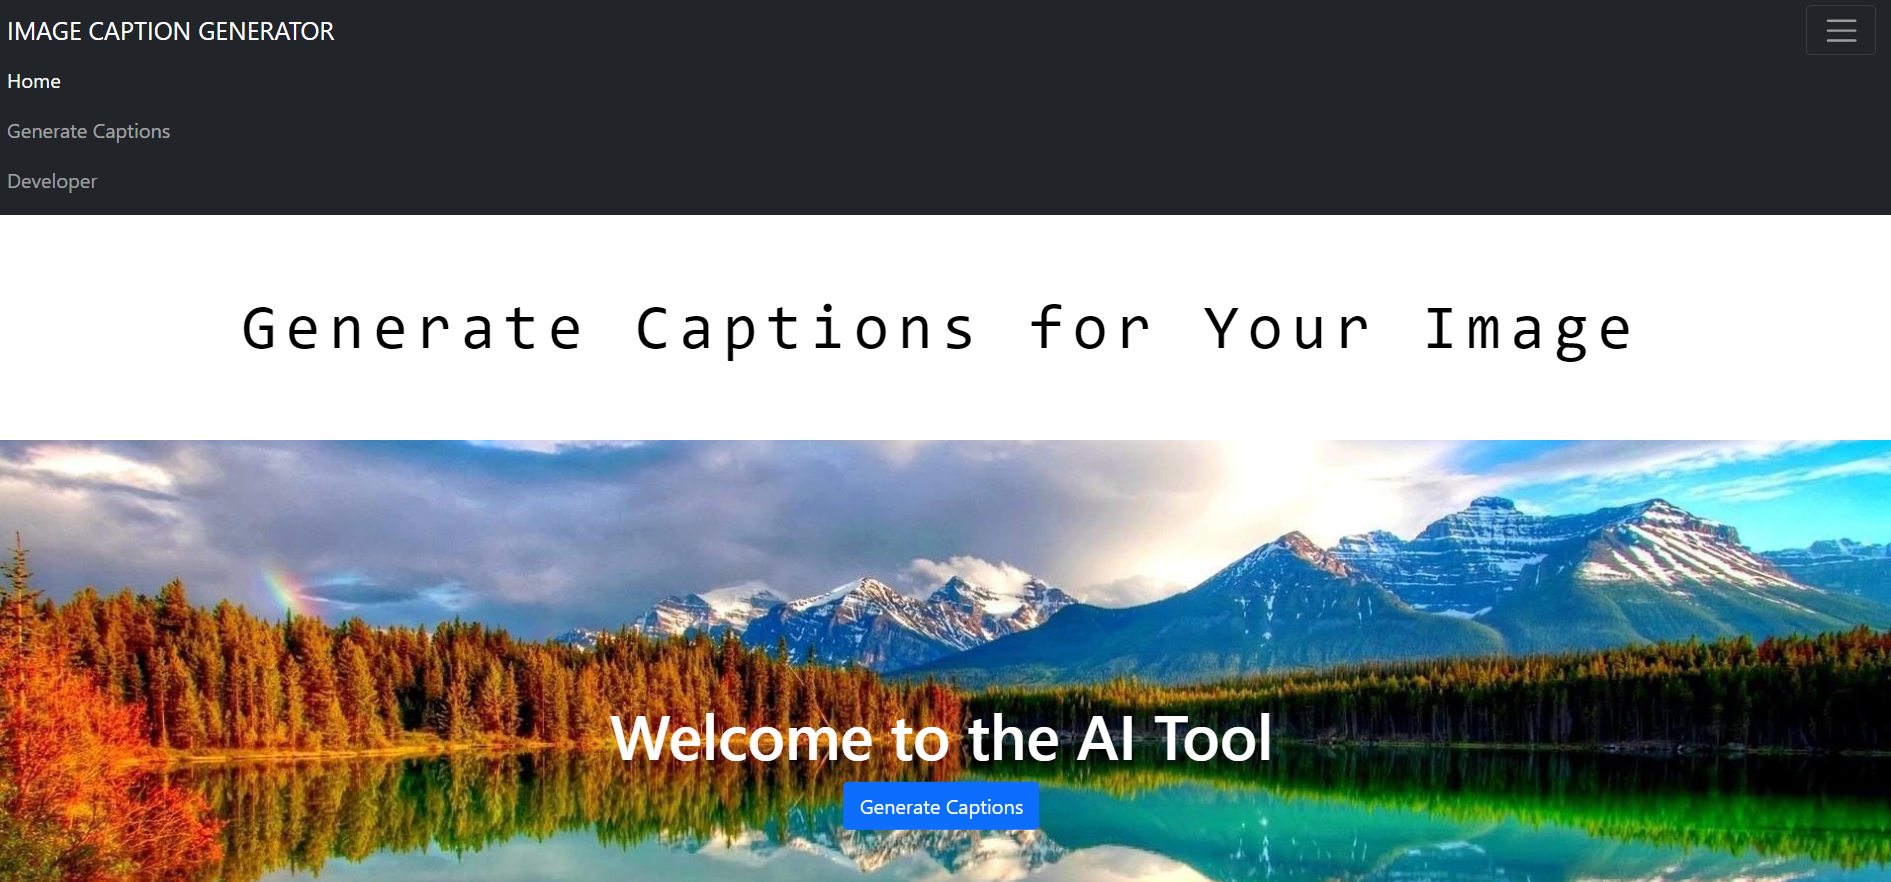 IMAGE CAPTION GENERATOR
Home
Generate Captions
Developer
Generate Captions for Your Image
Welcome to the AI Tool
Generate Captions